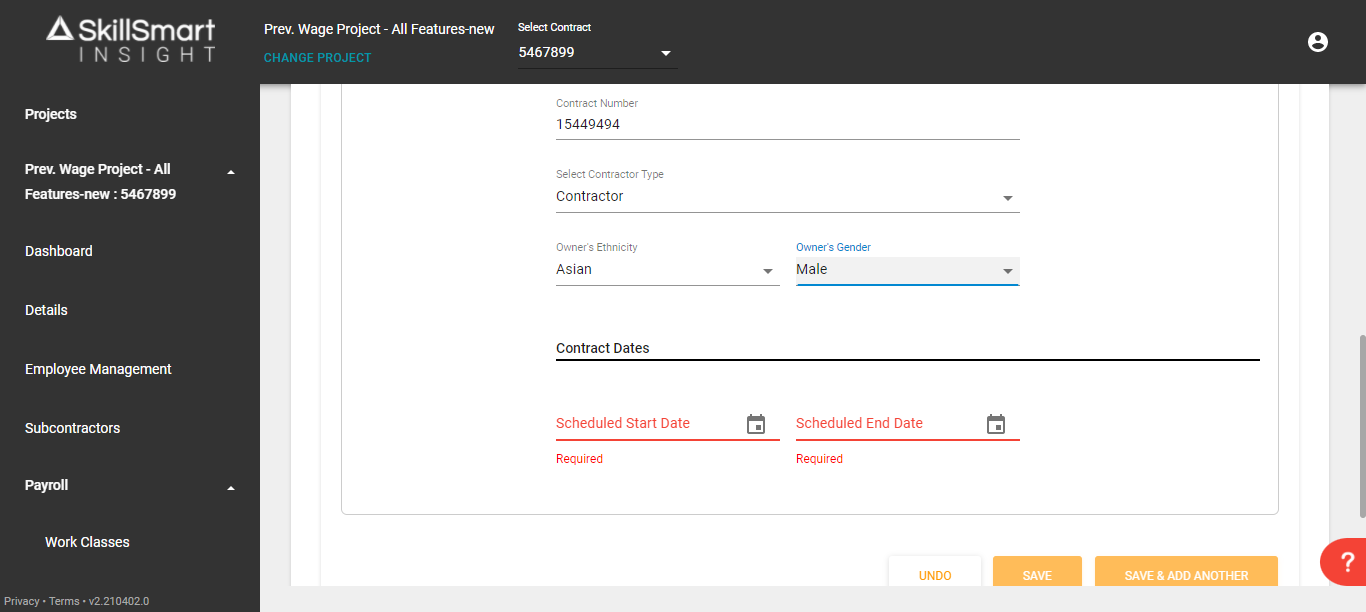 SkillSmart
INSIGHT
Prev. Wage Project - All Features-new
CHANGE PROJECT
Select Contract
5467899
Projects
Prev. Wage Project - All
Features-new : 5467899
Dashboard
Details
Employee Management
Subcontractors
Payroll
Work Classes
Privacy • Terms • v2.210402.0
Contract Number
15449494
Select Contractor Type
Contractor
Owner's Ethnicity
Asian
Owner's Gender
Male
Contract Dates
Scheduled Start Date
Required
Scheduled End Date
Required
UNDO
SAVE
SAVE & ADD ANOTHER
?